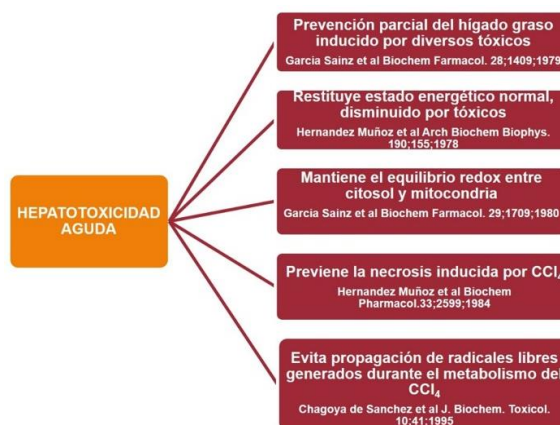 Prevención parcial del hígado graso
inducido por diversos tóxicos
Garcia Sainz et al Biochem Farmacol. 28;1409;1979
Restituye estado energético normal,
disminuido por tóxicos
Hernandez Muñoz et al Arch Biochem Biophys.
190;155;1978
HEPATOTOXICIDAD
AGUDA
Mantiene el equilibrio redox entre
citosol y mitocondria
Garcia Sainz et al Biochem Farmacol. 29;1709;1980
Previene la necrosis inducida por CCl₄
Hernandez Muñoz et al Biochem
Pharmacol.33;2599;1984
Evita propagación de radicales libres
generados durante el metabolismo del
CCl₄
Chagoya de Sanchez et al J. Biochem. Toxicol.
10:41:1995